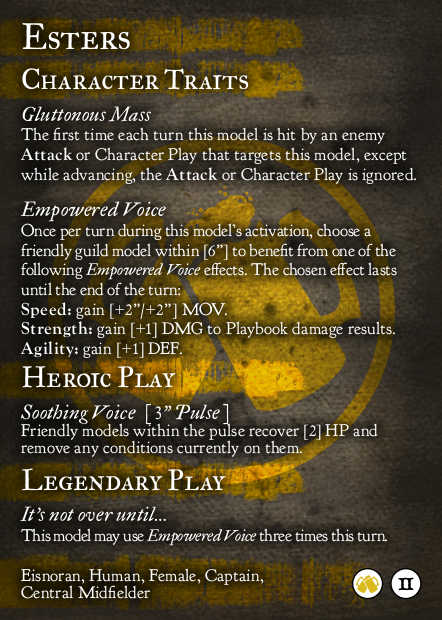 Esters
Character Traits
Gluttonous Mass
The first time each turn this model is hit by an enemy
Attack or Character Play that targets this model, except
while advancing, the Attack or Character Play is ignored.
Empowered Voice
Once per turn during this model's activation, choose a
friendly guild model within [6"] to benefit from one of the
following Empowered Voice effects. The chosen effect lasts
until the end of the turn:
Speed: gain [+2"/+2"] MOV.
Strength: gain [+1] DMG to Playbook damage results.
Agility: gain [+1] DEF.
Heroic Play
Soothing Voice [3" Pulse]
Friendly models within the pulse recover [2] HP and
remove any conditions currently on them.
Legendary Play
It's not over until...
This model may use Empowered Voice three times this turn.
Eisnoran, Human, Female, Captain,
Central Midfielder
II